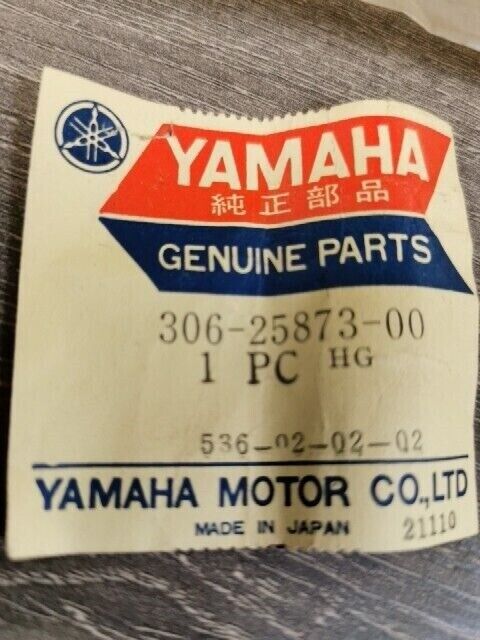 YAMAHA
純正部品
GENUINE PARTS
306-25873-00
1 PC HG
536-02-02-02
YAMAHA MOTOR CO.,LTD
MADE IN JAPAN 21110